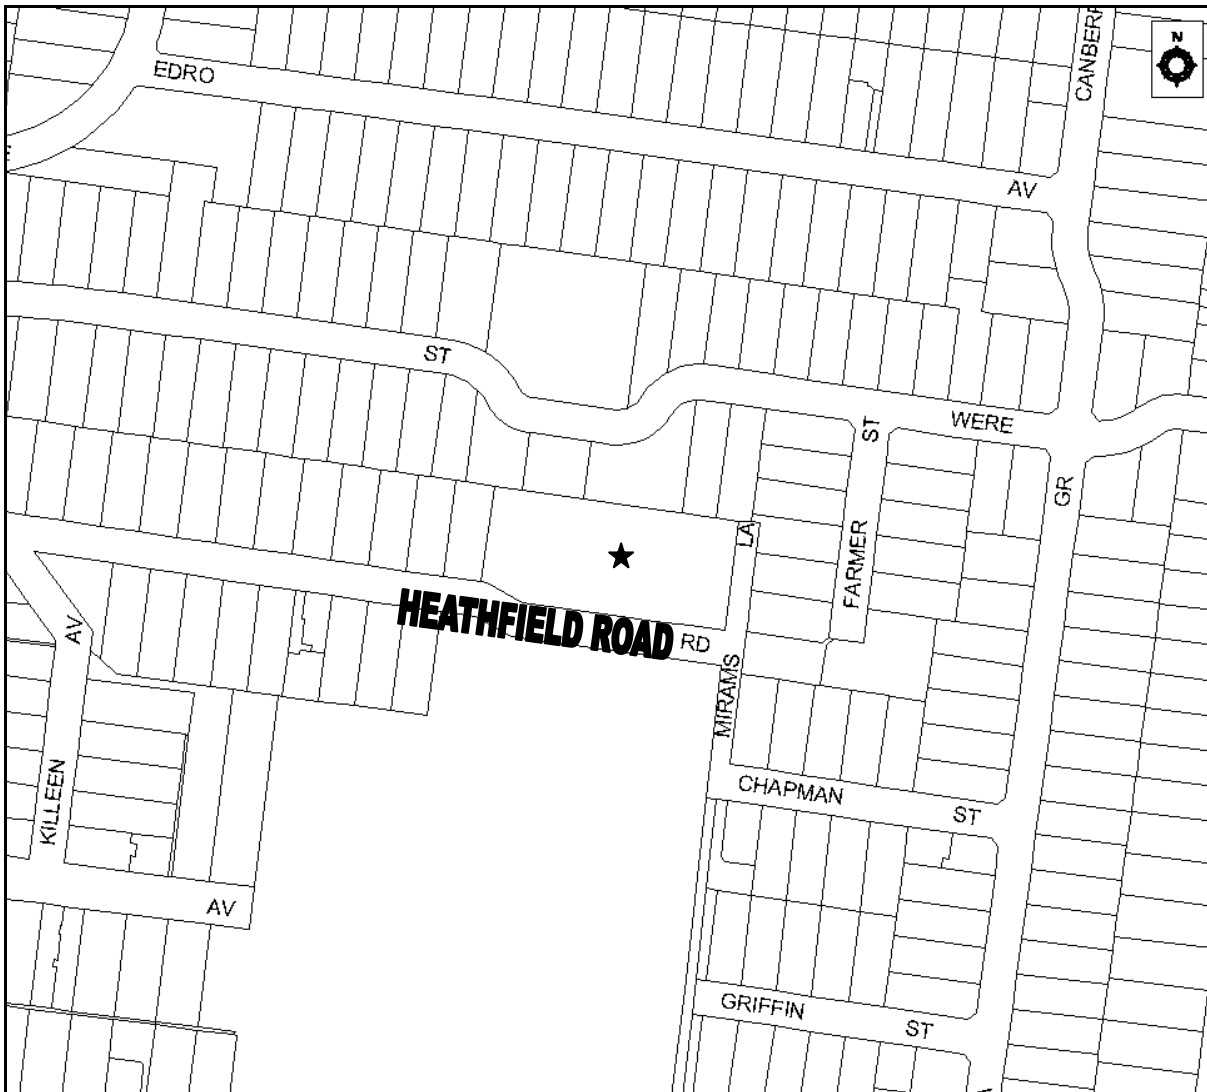 CANBERR
N
EDRO
AV
ST
WERE
ST
GR
LA
FARMER
HEATHFIELD ROAD
RD
AV
MIRAMS
KILLEEN
CHAPMAN
ST
AV
GRIFFIN
ST